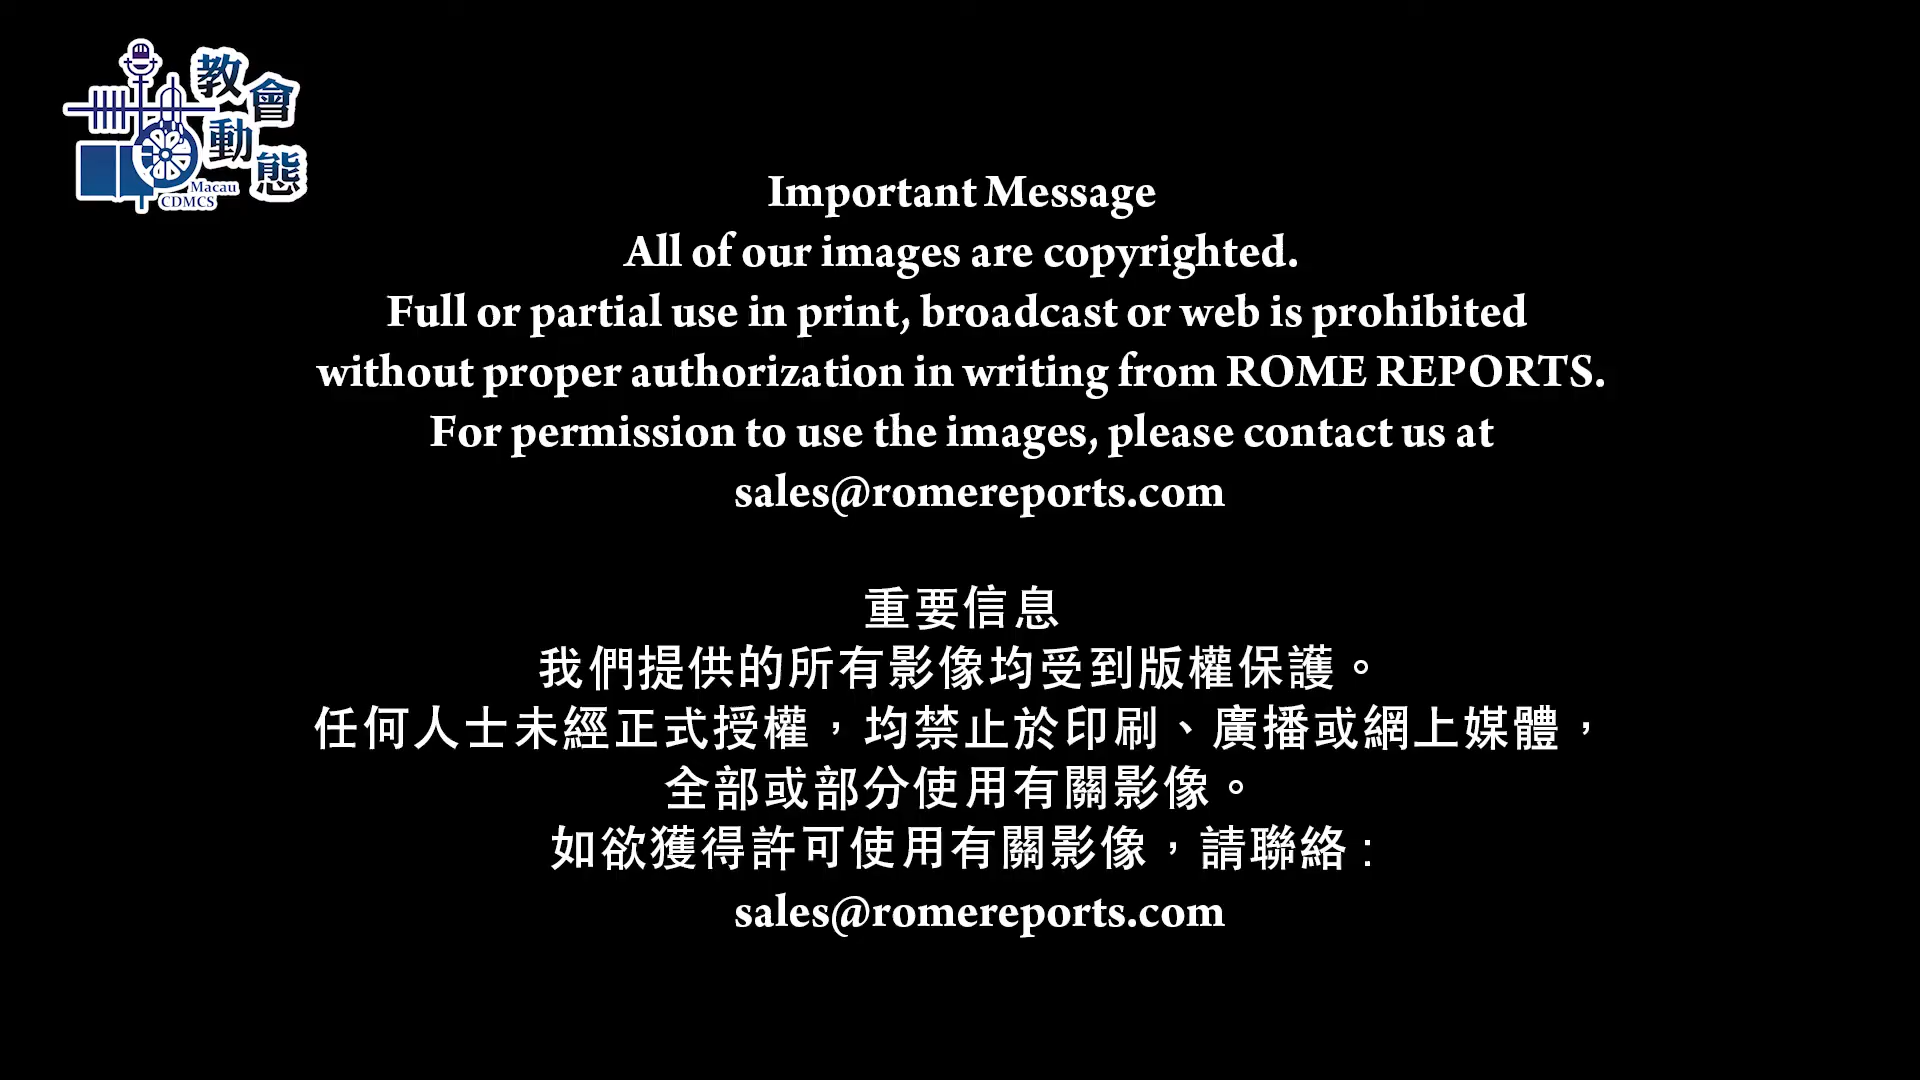 教會動態
Macau
CDMCS
Important Message
All of our images are copyrighted.
Full or partial use in print, broadcast or web is prohibited
without proper authorization in writing from ROME REPORTS.
For permission to use the images, please contact us at
sales@romereports.com
重要信息
我們提供的所有影像均受到版權保護。
任何人士未經正式授權，均禁止於印刷、廣播或網上媒體，
全部或部分使用有關影像。
如欲獲得許可使用有關影像，請聯絡：
sales@romereports.com